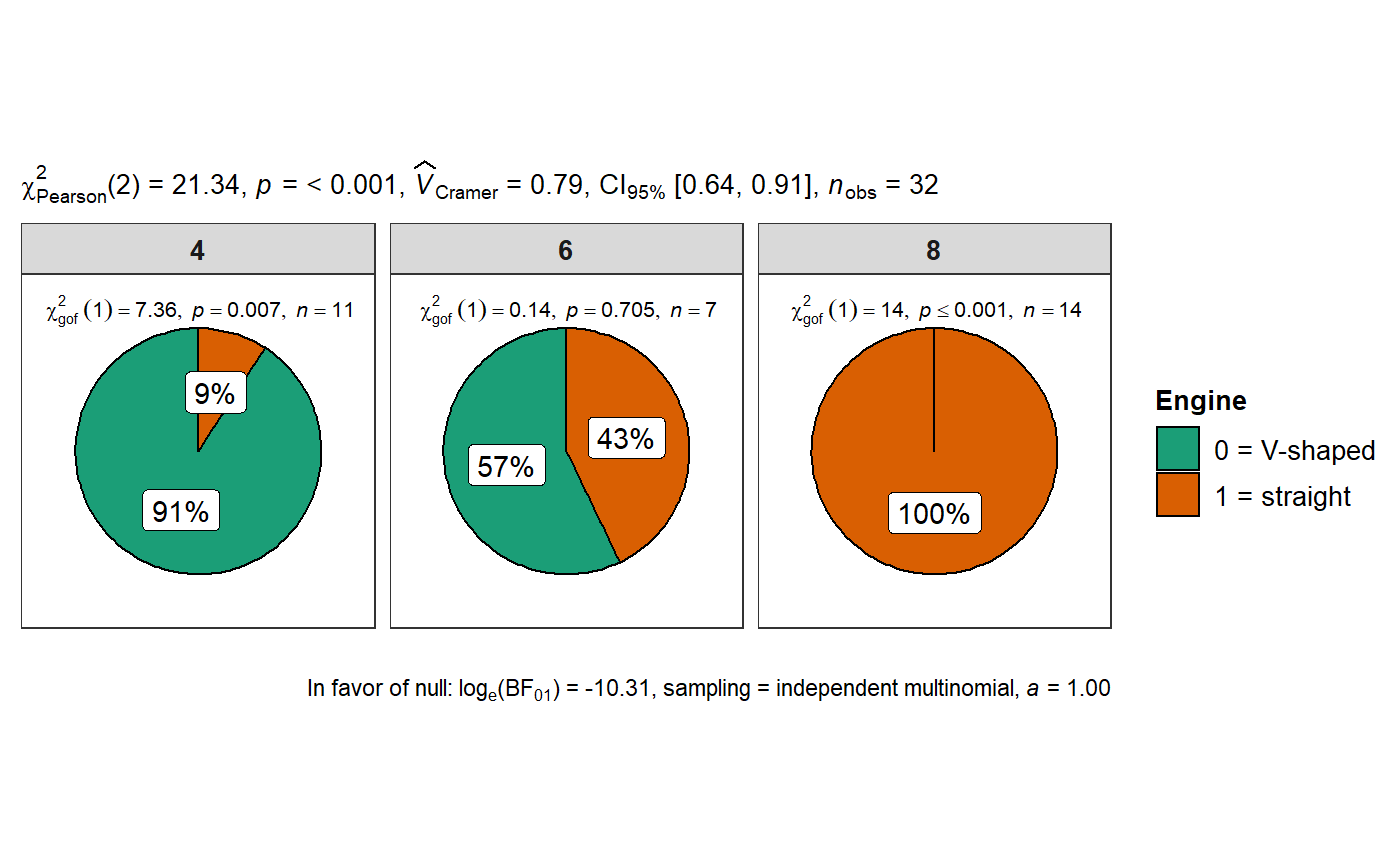 χ²Pearson(2) = 21.34, p = < 0.001, V̂Cramer = 0.79, CI95% [0.64, 0.91], nobs = 32
4
6
8
χ²gof (1) = 7.36, p = 0.007, n = 11
χ²gof (1) = 0.14, p = 0.705, n = 7
χ²gof (1) = 14, p ≤ 0.001, n = 14
9%
91%
57%
43%
100%
Engine
0 = V-shaped
1 = straight
In favor of null: loge(BF01) = -10.31, sampling = independent multinomial, a = 1.00